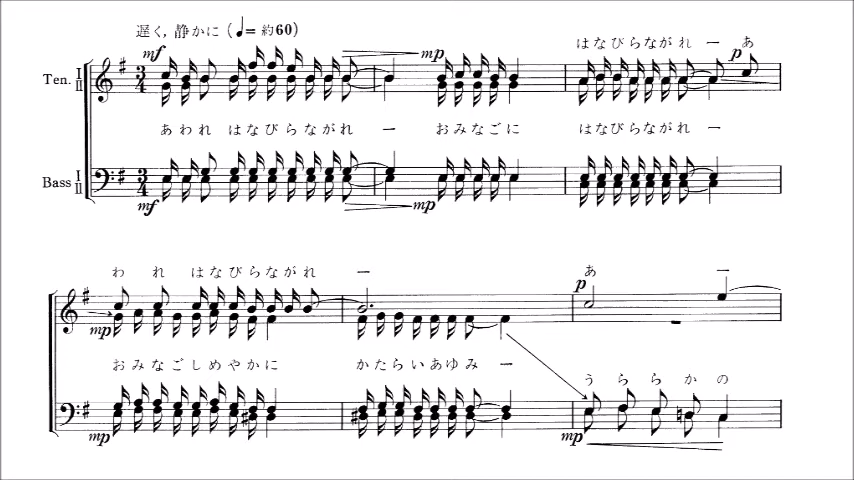 遅く, 静かに (♩= 約60)
mf mp はなびらながれ ー あ
p
Ten. I II
3/4
あわれ はなびらながれ ー おみなごに はなびらながれ ー
Bass I II
3/4
mf mp
わ れ はなびらながれ ー あ ー
p
mp
おみなごしめやかに かたらいあゆみ ー うららかの
mp mp